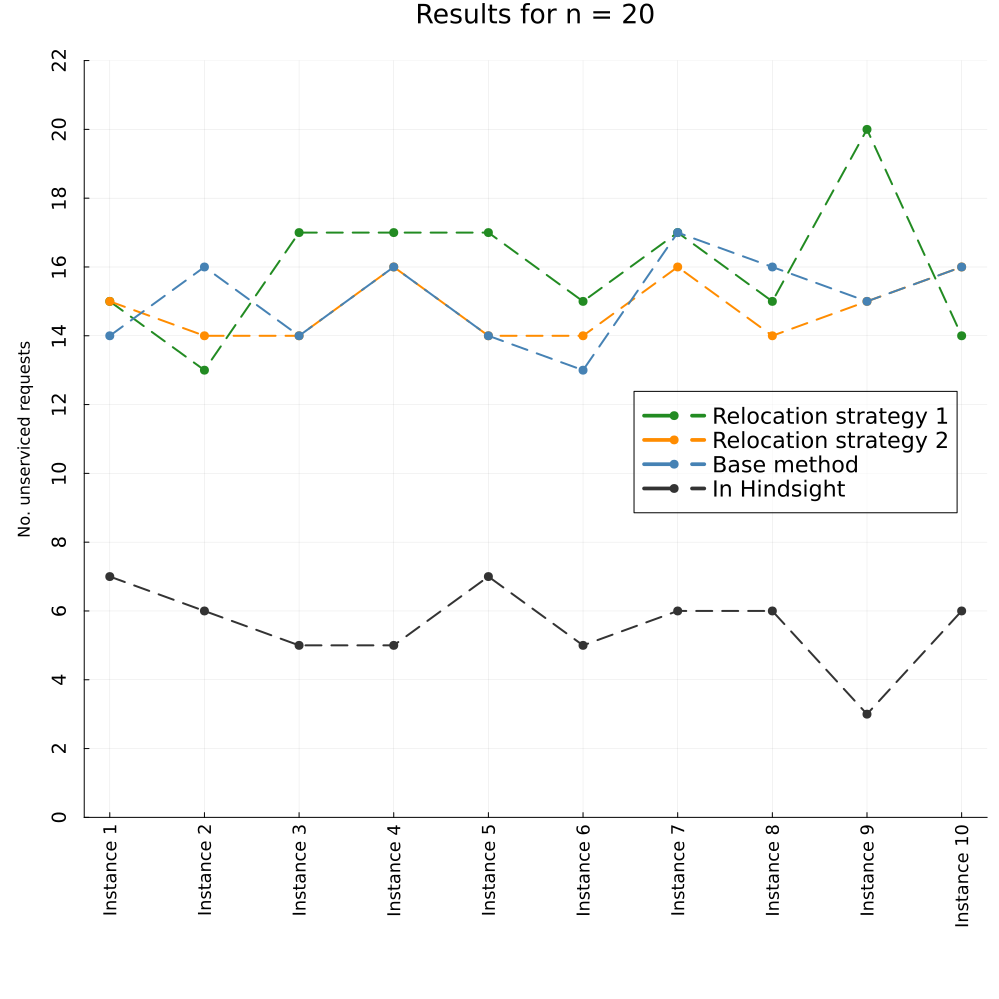 Results for n = 20
No. unserviced requests
22
20
18
16
14
12
10
8
6
4
2
0
Relocation strategy 1
Relocation strategy 2
Base method
In Hindsight
Instance 1
Instance 2
Instance 3
Instance 4
Instance 5
Instance 6
Instance 7
Instance 8
Instance 9
Instance 10